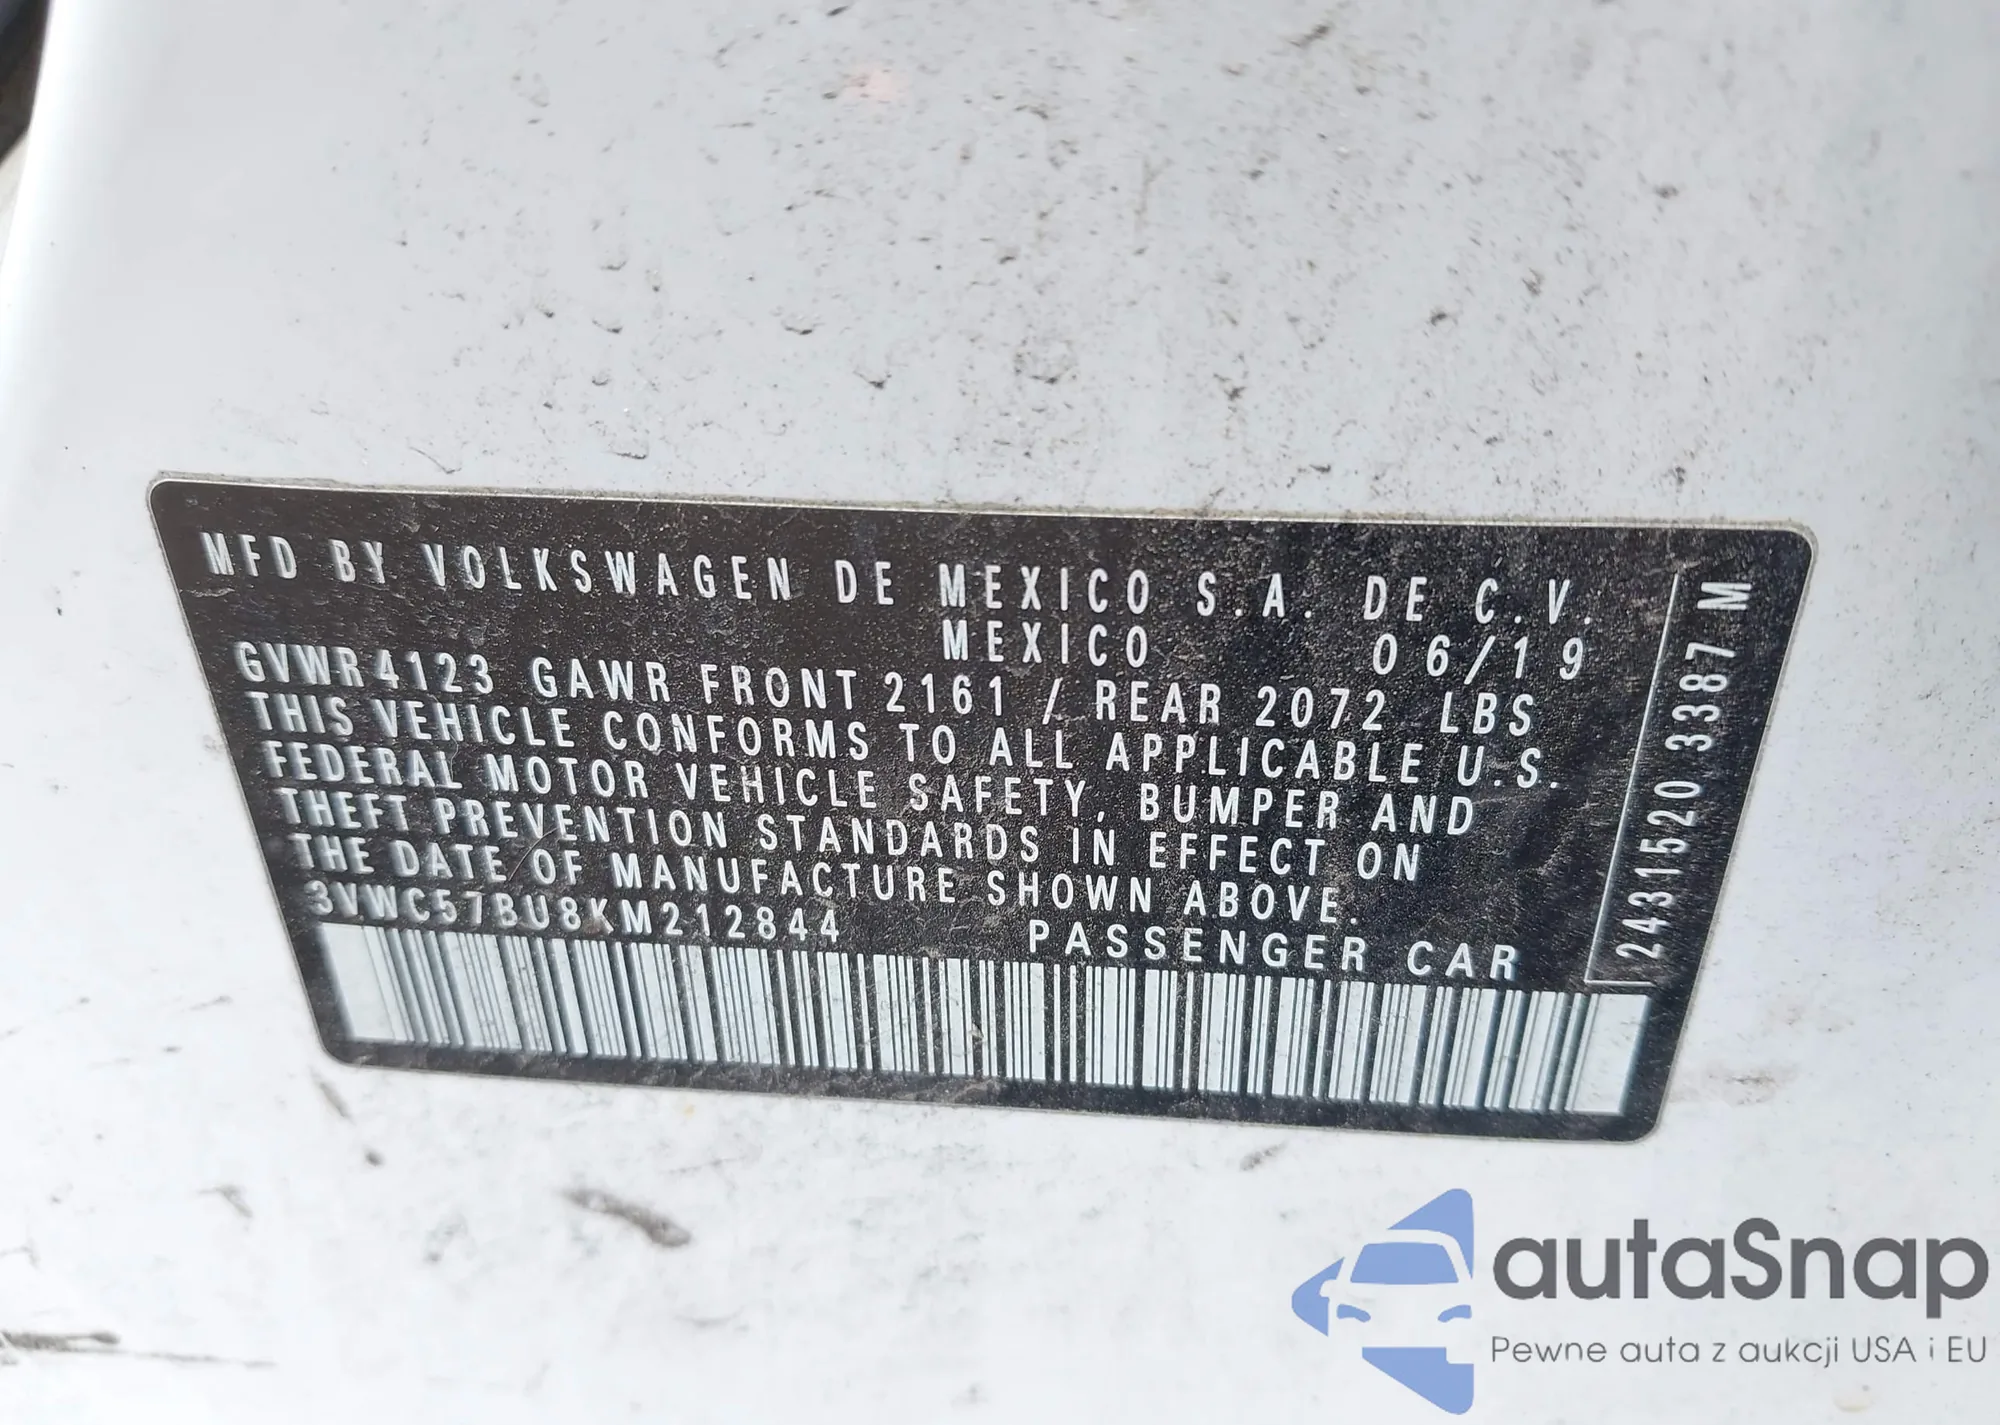 MFD BY VOLKSWAGEN DE MEXICO S.A. DE C.V.
MEXICO 06/19
GVWR 4123 GAWR FRONT 2161 / REAR 2072 LBS
THIS VEHICLE CONFORMS TO ALL APPLICABLE U.S.
FEDERAL MOTOR VEHICLE SAFETY, BUMPER AND
THEFT PREVENTION STANDARDS IN EFFECT ON
THE DATE OF MANUFACTURE SHOWN ABOVE.
3VWC57BU8KM212844 PASSENGER CAR
2431520 3387 M
autaSnap
Pewne auta z aukcji USA i EU